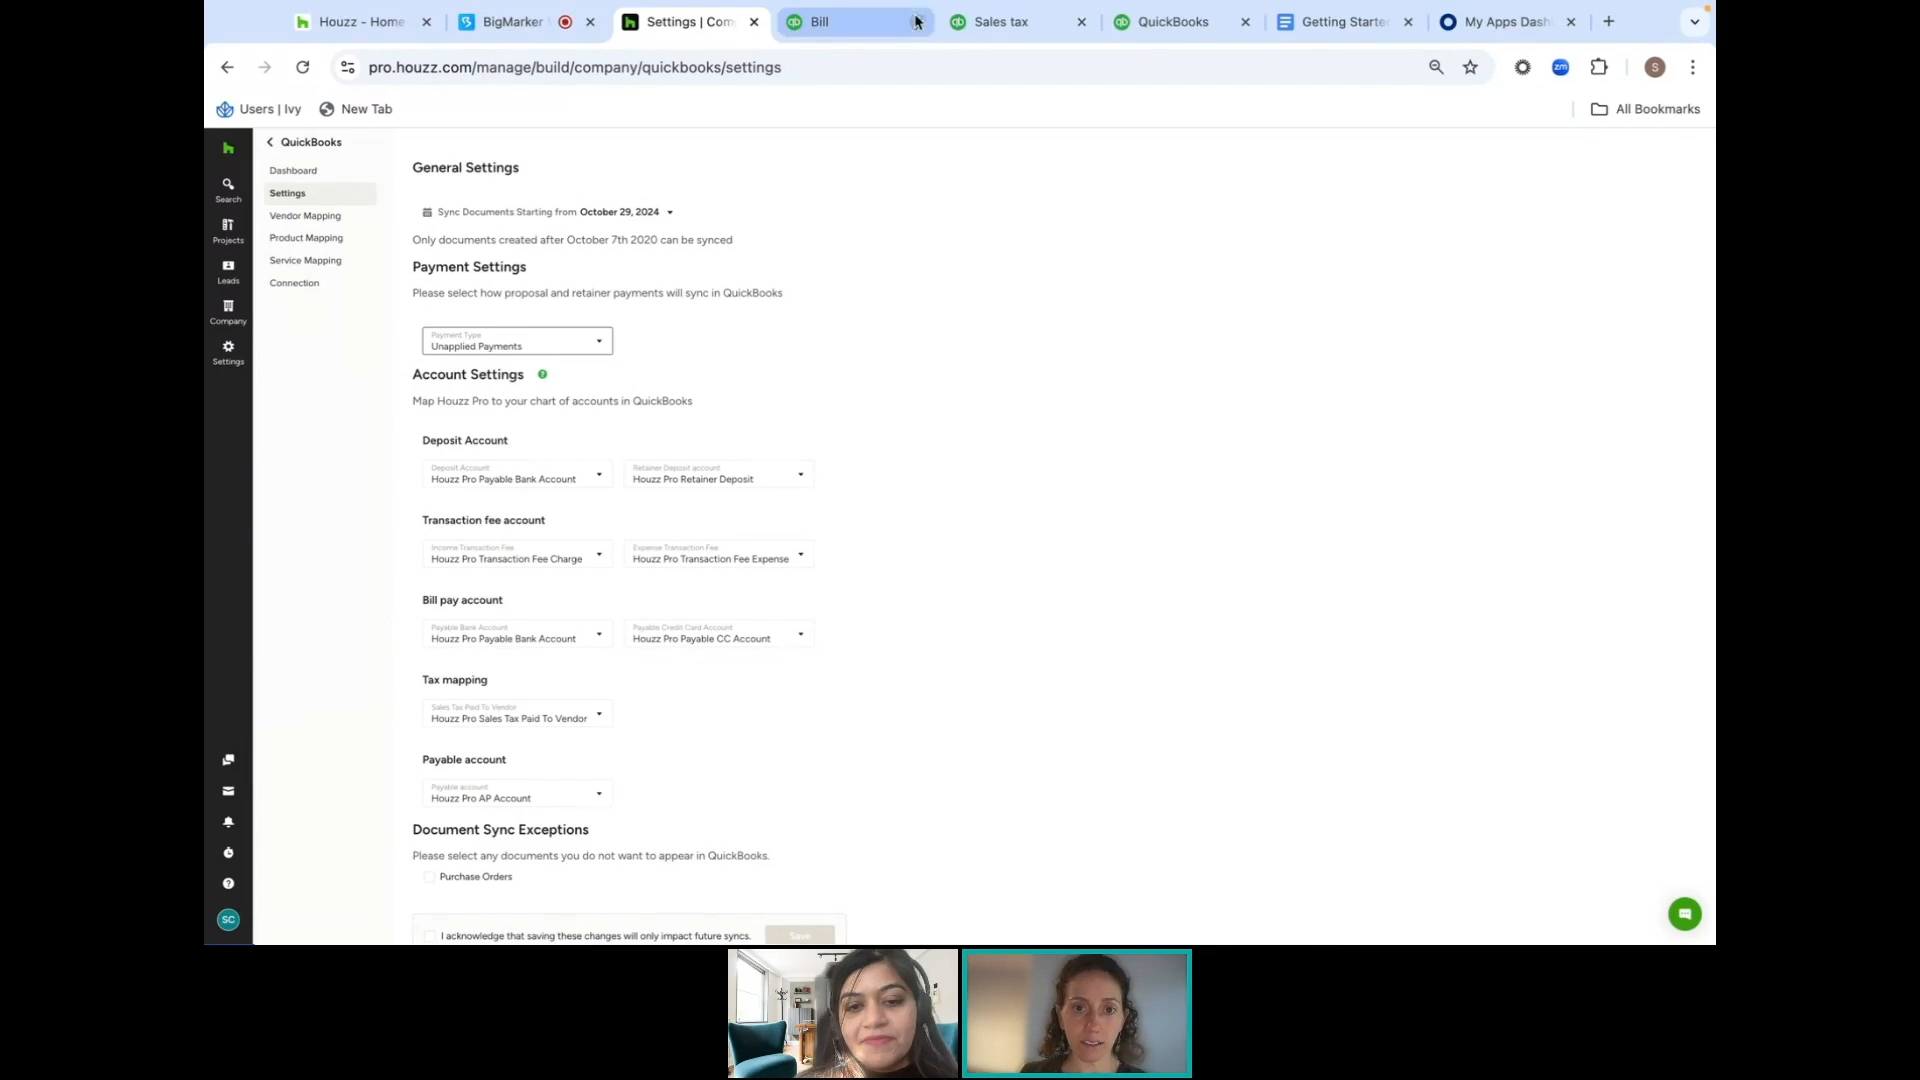 Houzz - Home
BigMarker
Settings | Com
Bill
Sales tax
QuickBooks
Getting Starte
My Apps Dash
pro.houzz.com/manage/build/company/quickbooks/settings
zm
S
Users | Ivy
New Tab
All Bookmarks
Search
Projects
Leads
Company
Settings
SC
QuickBooks
Dashboard
Settings
Vendor Mapping
Product Mapping
Service Mapping
Connection
General Settings
Sync Documents Starting from October 29, 2024
Only documents created after October 7th 2020 can be synced
Payment Settings
Please select how proposal and retainer payments will sync in QuickBooks
Payment Type
Unapplied Payments
Account Settings
Map Houzz Pro to your chart of accounts in QuickBooks
Deposit Account
Deposit Account
Houzz Pro Payable Bank Account
Retainer Deposit account
Houzz Pro Retainer Deposit
Transaction fee account
Income Transaction Fee
Houzz Pro Transaction Fee Charge
Expense Transaction Fee
Houzz Pro Transaction Fee Expense
Bill pay account
Payable Bank Account
Houzz Pro Payable Bank Account
Payable Credit Card Account
Houzz Pro Payable CC Account
Tax mapping
Sales Tax Paid To Vendor
Houzz Pro Sales Tax Paid To Vendor
Payable account
Payable account
Houzz Pro AP Account
Document Sync Exceptions
Please select any documents you do not want to appear in QuickBooks.
Purchase Orders
I acknowledge that saving these changes will only impact future syncs.
Save